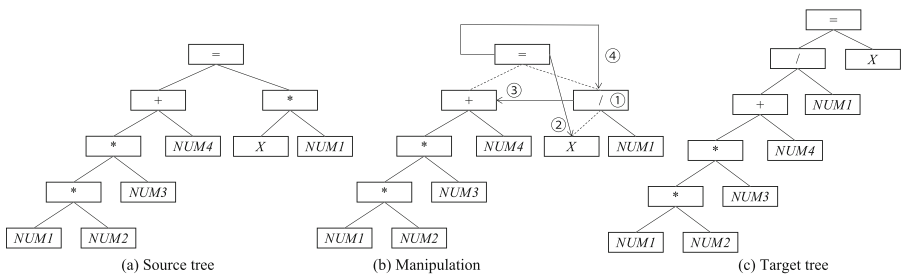 =
+
*
*
NUM4
X
NUM1
*
NUM3
NUM1
NUM2
(a) Source tree
=
④
③
+
/ ①
②
*
NUM4
X
NUM1
*
NUM3
NUM1
NUM2
(b) Manipulation
=
/
X
+
NUM1
*
NUM4
*
NUM3
NUM1
NUM2
(c) Target tree